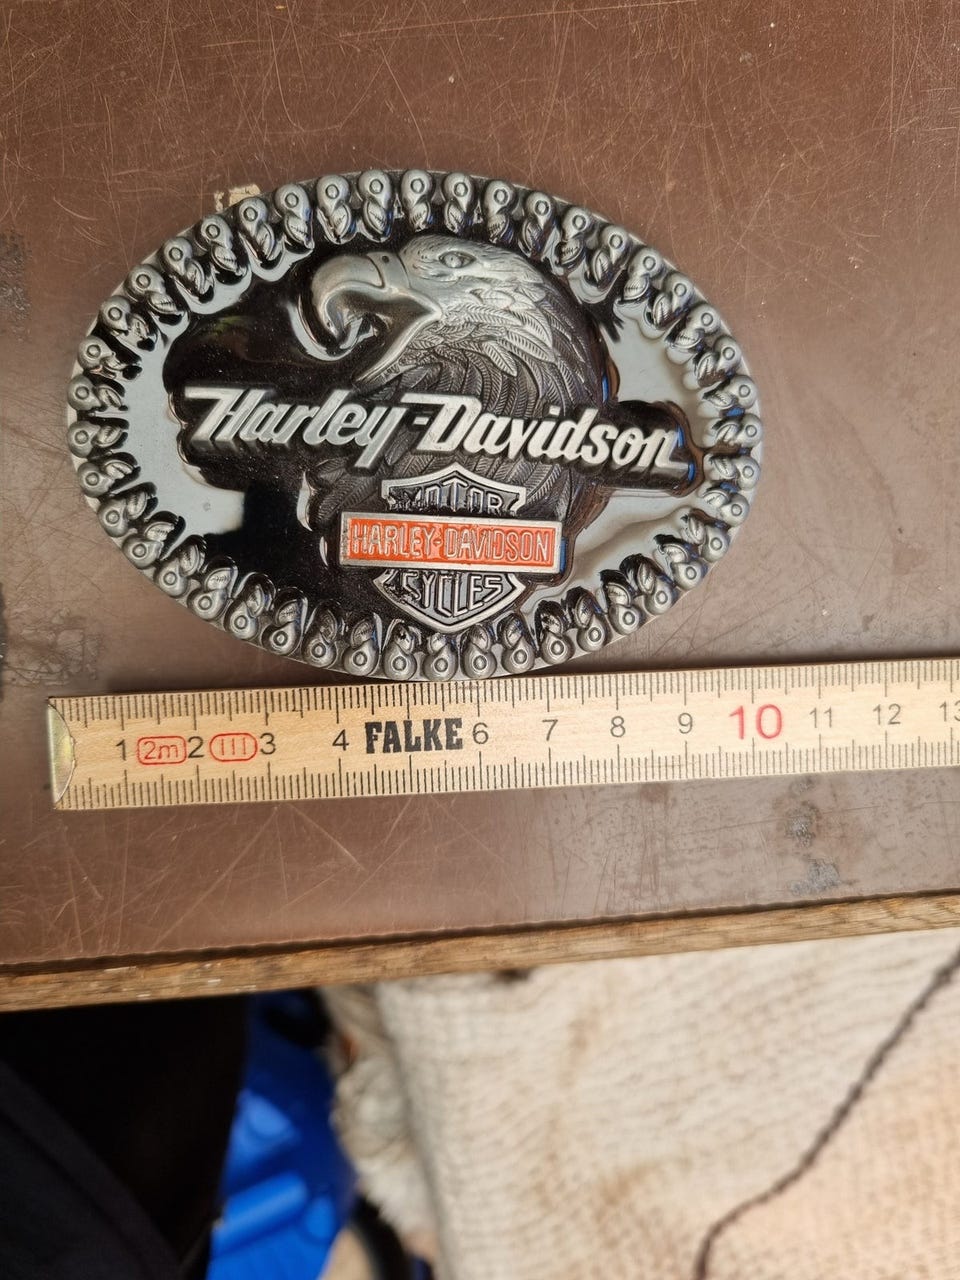 Harley-Davidson
MOTOR
HARLEY-DAVIDSON
CYCLES
1 2m 2 III 3 4 FALKE 6 7 8 9 10 11 12 13